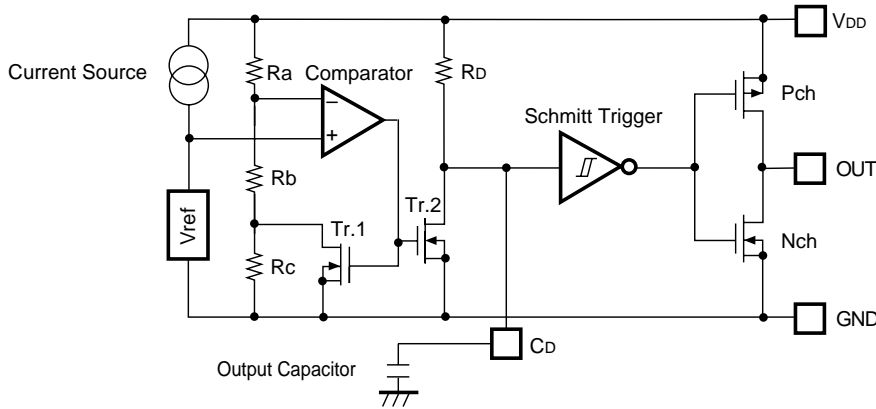 VDD
Current Source
Ra
Comparator
RD
Schmitt Trigger
Pch
−
+
OUT
Vref
Rb
Tr.1
Tr.2
Nch
Rc
GND
CD
Output Capacitor